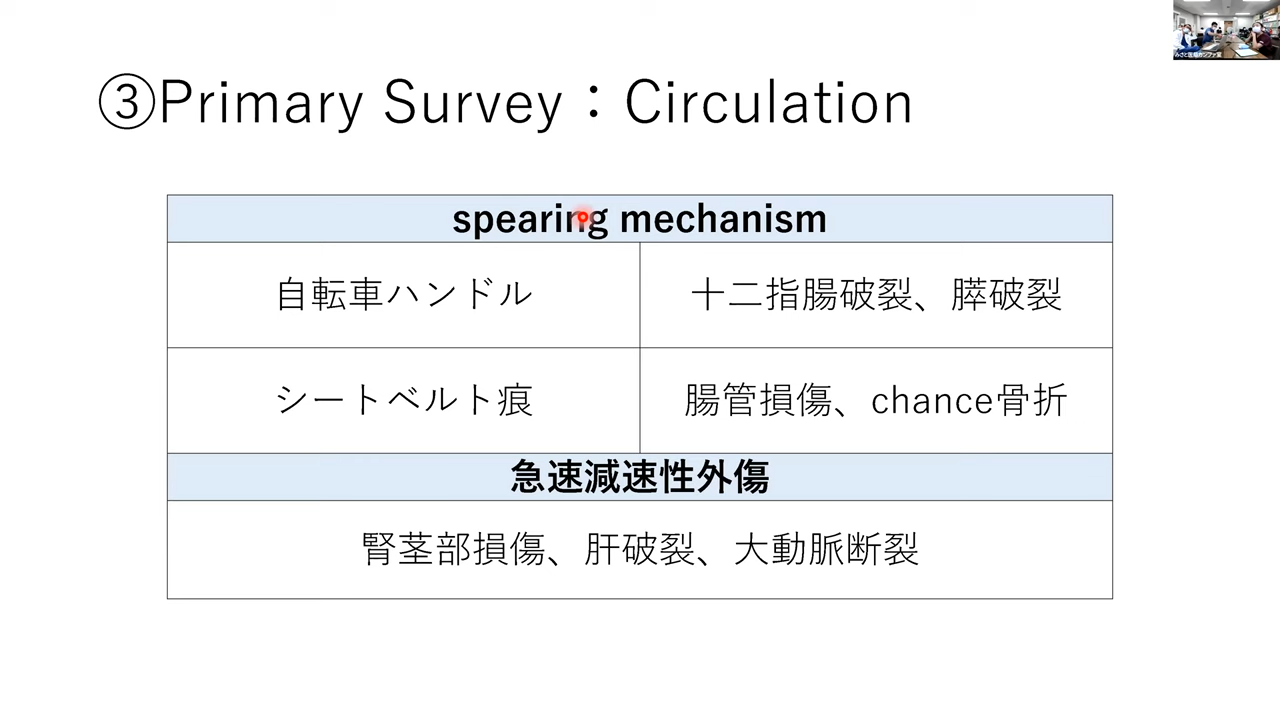 ③Primary Survey：Circulation
spearing mechanism
自転車ハンドル
十二指腸破裂、膵破裂
シートベルト痕
腸管損傷、chance骨折
急速減速性外傷
腎茎部損傷、肝破裂、大動脈断裂